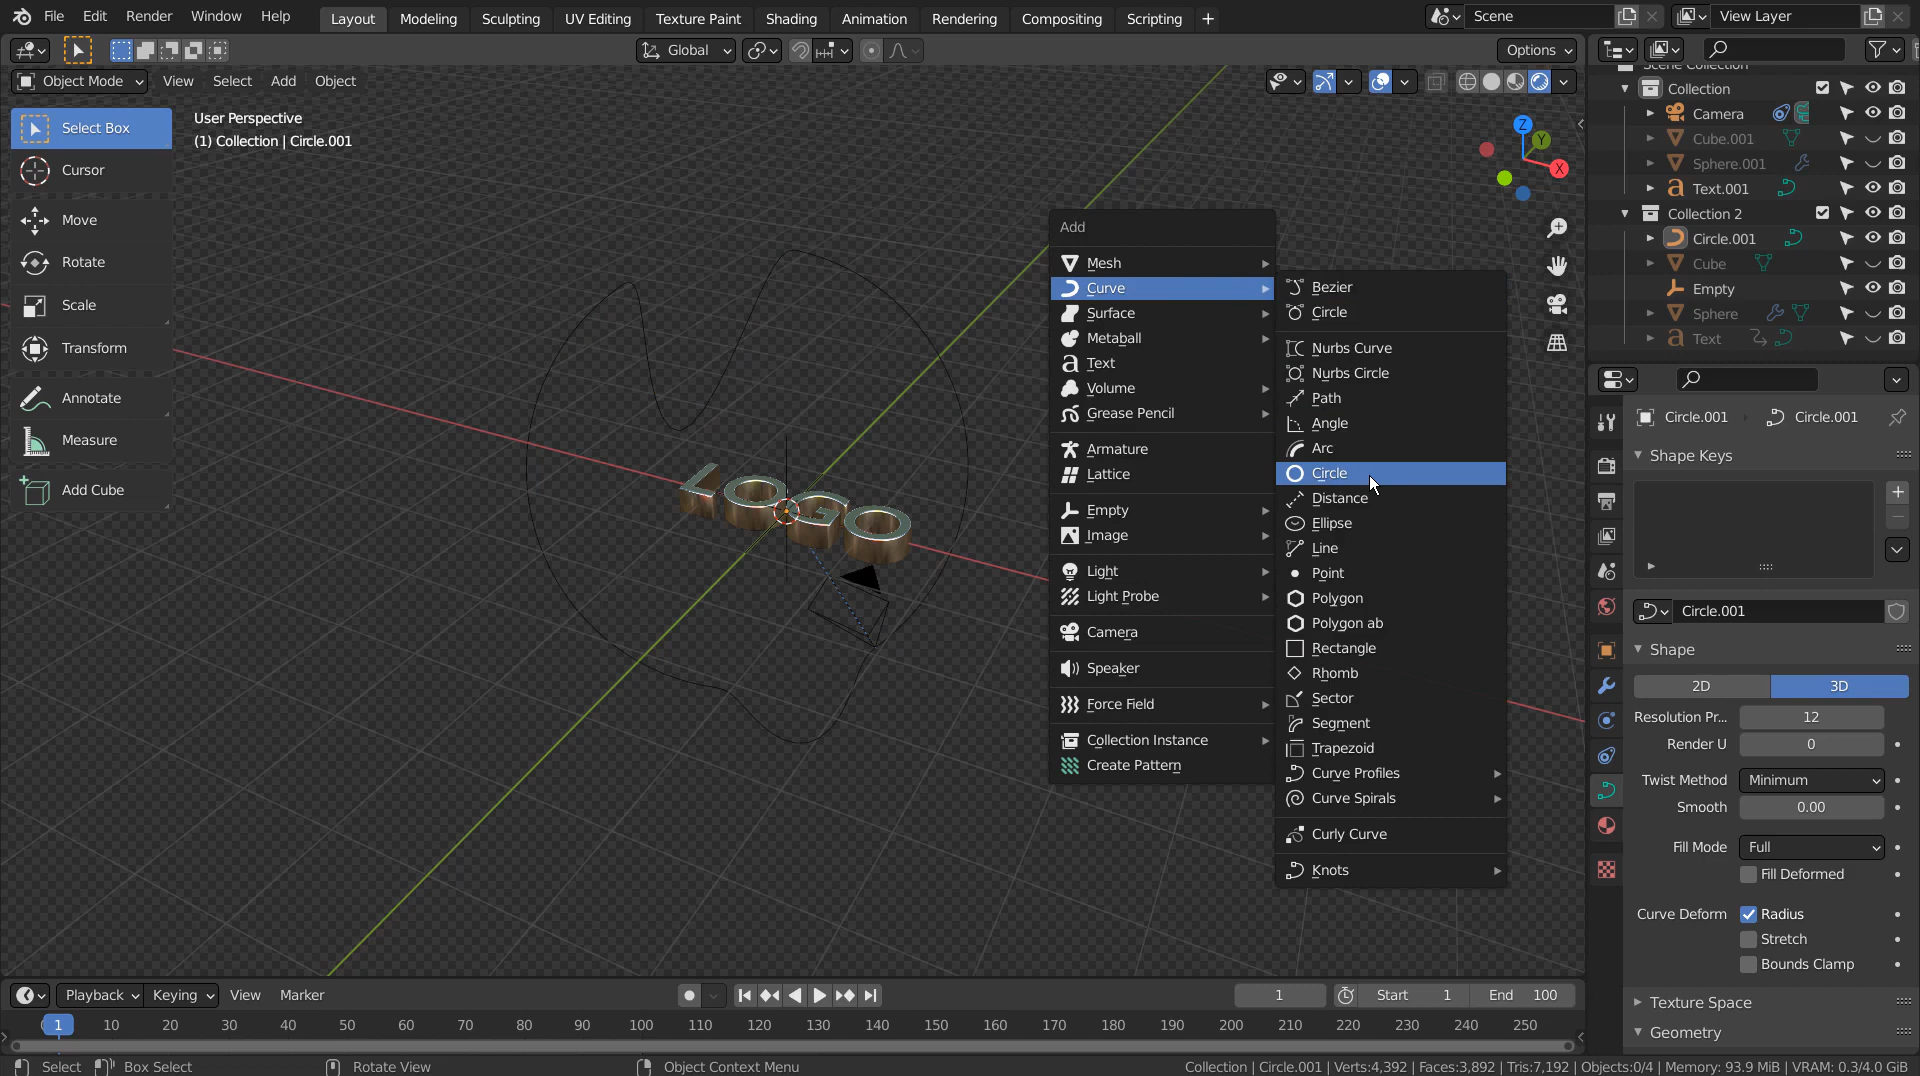 File Edit Render Window Help Layout Modeling Sculpting UV Editing Texture Paint Shading Animation Rendering Compositing Scripting + Scene View Layer
Global Options
Object Mode View Select Add Object
Select Box
Cursor
Move
Rotate
Scale
Transform
Annotate
Measure
Add Cube
User Perspective
(1) Collection | Circle.001
Z
Y
X
LOGO
Add
Mesh
Curve
Surface
Metaball
Text
Volume
Grease Pencil
Armature
Lattice
Empty
Image
Light
Light Probe
Camera
Speaker
Force Field
Collection Instance
Create Pattern
Bezier
Circle
Nurbs Curve
Nurbs Circle
Path
Angle
Arc
Circle
Distance
Ellipse
Line
Point
Polygon
Polygon ab
Rectangle
Rhomb
Sector
Segment
Trapezoid
Curve Profiles
Curve Spirals
Curly Curve
Knots
Scene Collection
Collection
Camera
Cube.001
Sphere.001
Text.001
Collection 2
Circle.001
Cube
Empty
Sphere
Text
Circle.001 Circle.001
Shape Keys
Circle.001
Shape
2D 3D
Resolution Pr... 12
Render U 0
Twist Method Minimum
Smooth 0.00
Fill Mode Full
Fill Deformed
Curve Deform Radius
Stretch
Bounds Clamp
Texture Space
Geometry
Playback Keying View Marker 1 Start 1 End 100
1 10 20 30 40 50 60 70 80 90 100 110 120 130 140 150 160 170 180 190 200 210 220 230 240 250
Select Box Select Rotate View Object Context Menu Collection | Circle.001 | Verts:4,392 | Faces:3,892 | Tris:7,192 | Objects:0/4 | Memory: 93.9 MiB | VRAM: 0.3/4.0 GiB